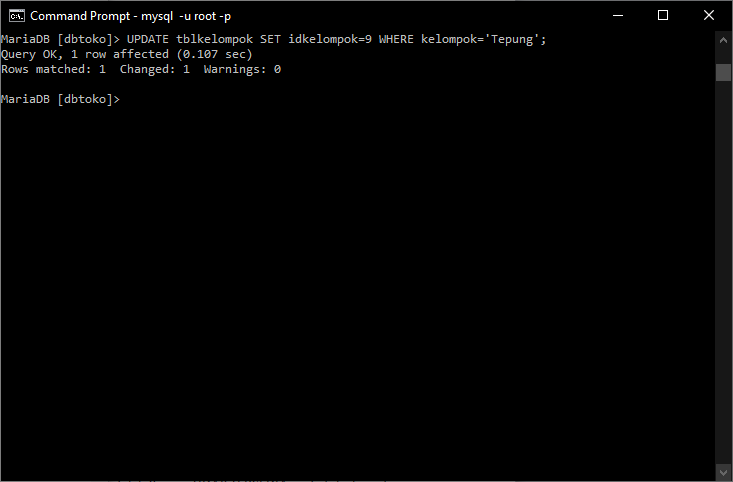 Command Prompt - mysql  -u root -p
MariaDB [dbtoko]> UPDATE tblkelompok SET idkelompok=9 WHERE kelompok='Tepung';
Query OK, 1 row affected (0.107 sec)
Rows matched: 1  Changed: 1  Warnings: 0
MariaDB [dbtoko]>